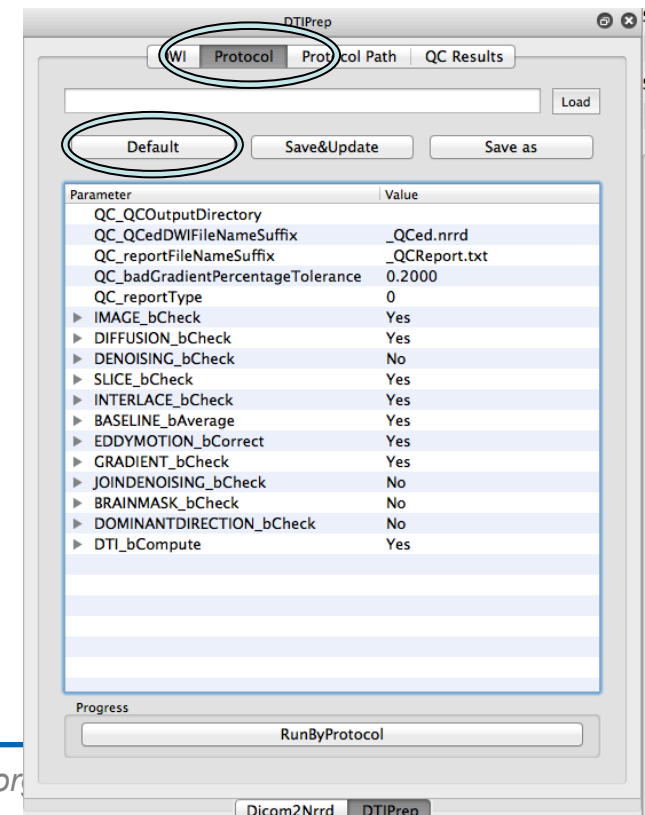 DTIPrep
DWI Protocol Protocol Path QC Results
Load
Default Save&Update Save as
Parameter Value
QC_QCOutputDirectory
QC_QCedDWIFileNameSuffix _QCed.nrrd
QC_reportFileNameSuffix _QCReport.txt
QC_badGradientPercentageTolerance 0.2000
QC_reportType 0
IMAGE_bCheck Yes
DIFFUSION_bCheck Yes
DENOISING_bCheck No
SLICE_bCheck Yes
INTERLACE_bCheck Yes
BASELINE_bAverage Yes
EDDYMOTION_bCorrect Yes
GRADIENT_bCheck Yes
JOINDENOISING_bCheck No
BRAINMASK_bCheck No
DOMINANTDIRECTION_bCheck No
DTI_bCompute Yes
Progress
RunByProtocol
Dicom2Nrrd DTIPrep